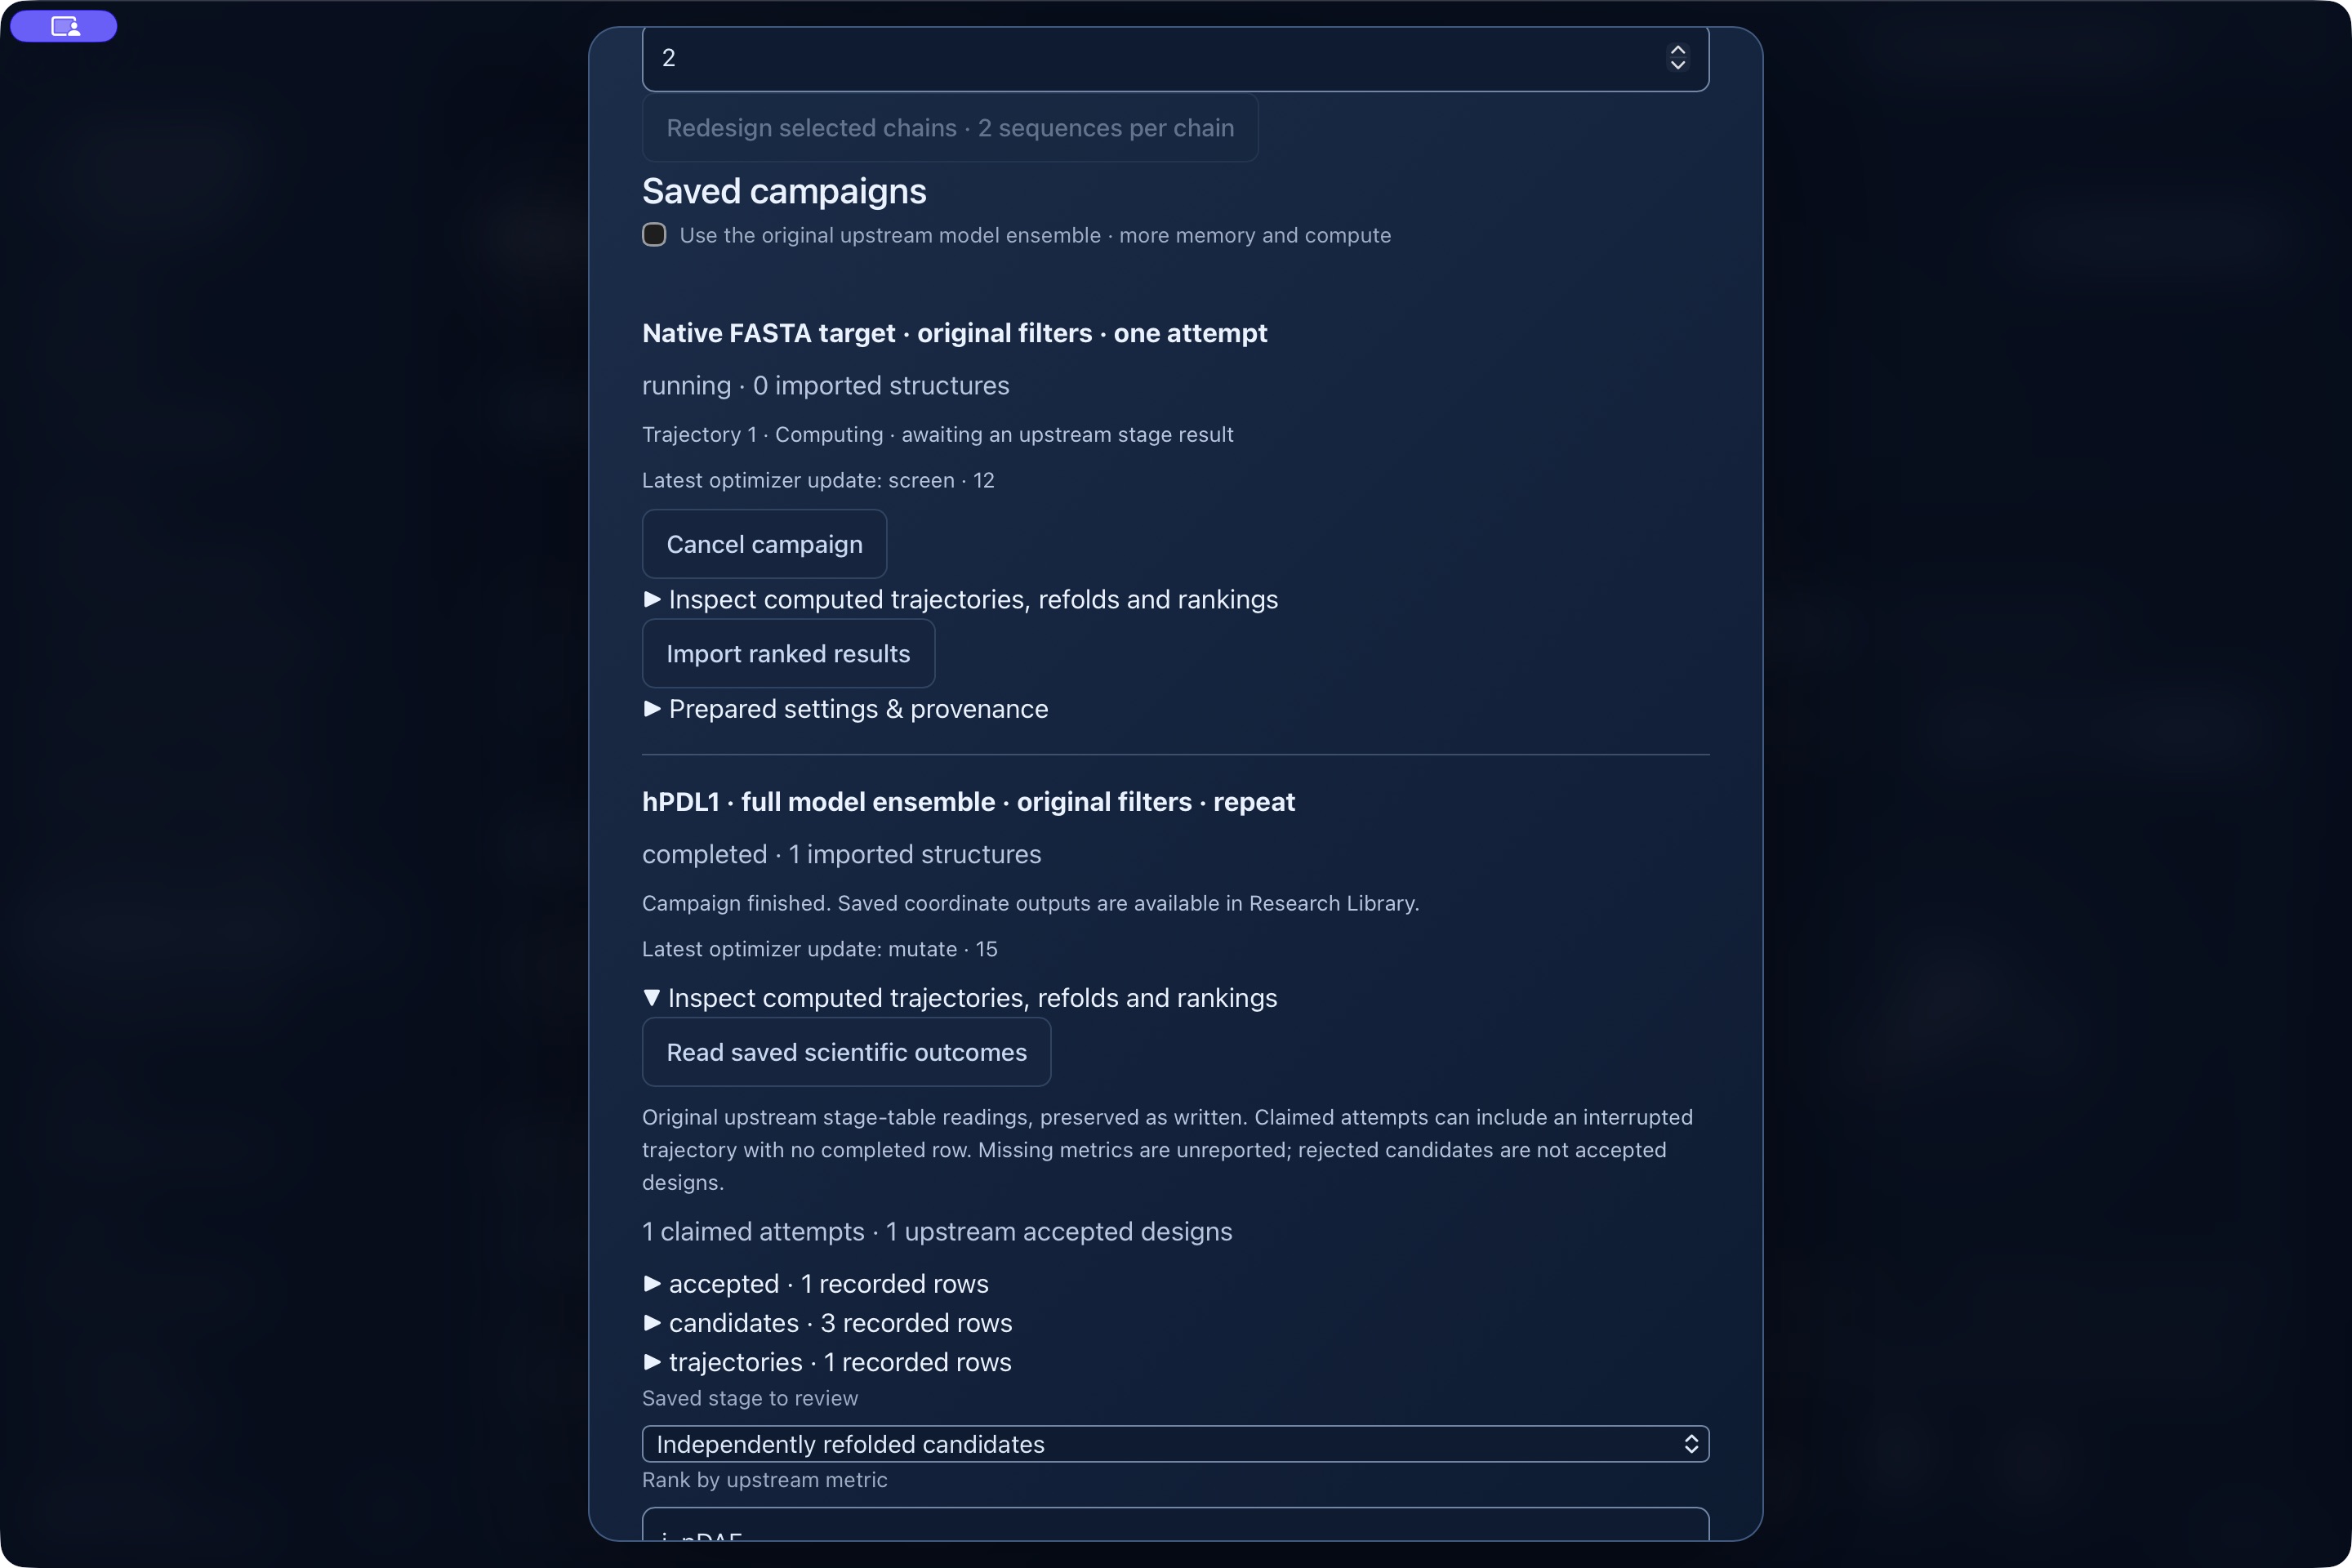 2
Redesign selected chains · 2 sequences per chain
Saved campaigns
Use the original upstream model ensemble · more memory and compute
Native FASTA target · original filters · one attempt
running · 0 imported structures
Trajectory 1 · Computing · awaiting an upstream stage result
Latest optimizer update: screen · 12
Cancel campaign
Inspect computed trajectories, refolds and rankings
Import ranked results
Prepared settings & provenance
hPDL1 · full model ensemble · original filters · repeat
completed · 1 imported structures
Campaign finished. Saved coordinate outputs are available in Research Library.
Latest optimizer update: mutate · 15
Inspect computed trajectories, refolds and rankings
Read saved scientific outcomes
Original upstream stage-table readings, preserved as written. Claimed attempts can include an interrupted
trajectory with no completed row. Missing metrics are unreported; rejected candidates are not accepted
designs.
1 claimed attempts · 1 upstream accepted designs
accepted · 1 recorded rows
candidates · 3 recorded rows
trajectories · 1 recorded rows
Saved stage to review
Independently refolded candidates
Rank by upstream metric